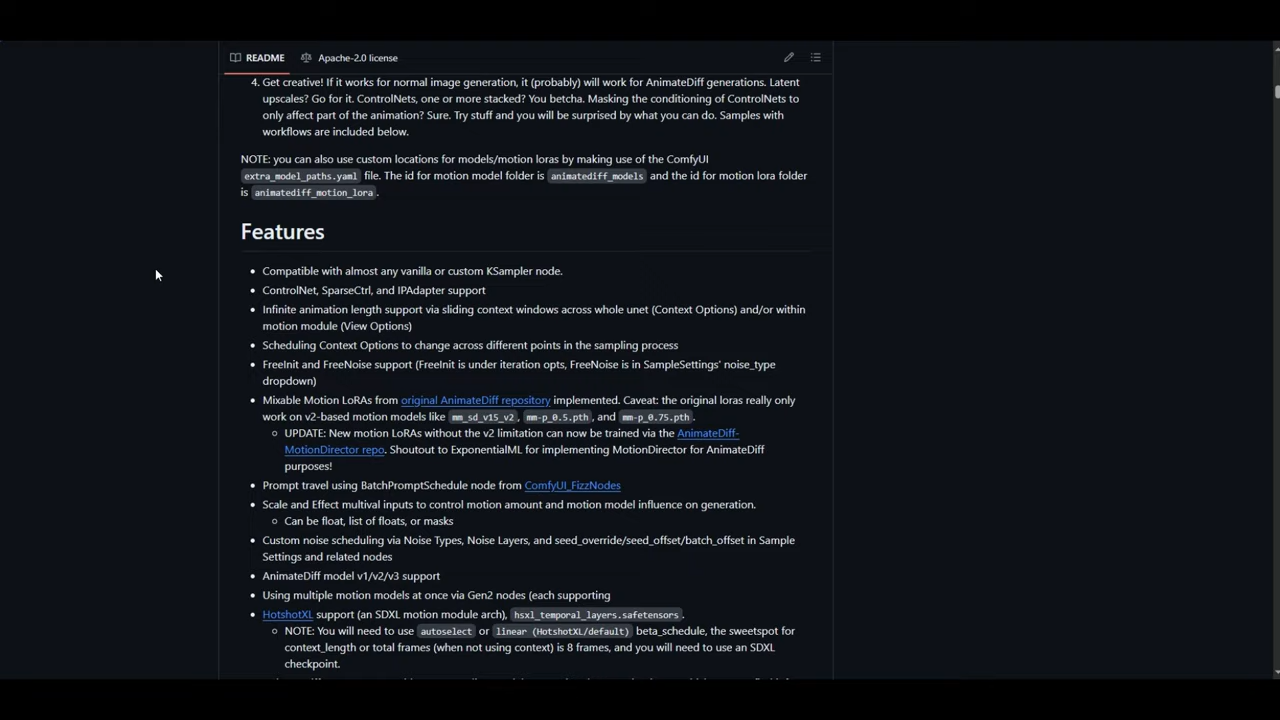 README
Apache-2.0 license
4. Get creative! If it works for normal image generation, it (probably) will work for AnimateDiff generations. Latent
upscales? Go for it. ControlNets, one or more stacked? You betcha. Masking the conditioning of ControlNets to
only affect part of the animation? Sure. Try stuff and you will be surprised by what you can do. Samples with
workflows are included below.
NOTE: you can also use custom locations for models/motion loras by making use of the ComfyUI
extra_model_paths.yaml file. The id for motion model folder is animatediff_models and the id for motion lora folder
is animatediff_motion_lora.
Features
• Compatible with almost any vanilla or custom KSampler node.
• ControlNet, SparseCtrl, and IPAdapter support
• Infinite animation length support via sliding context windows across whole unet (Context Options) and/or within
motion module (View Options)
• Scheduling Context Options to change across different points in the sampling process
• FreeInit and FreeNoise support (FreeInit is under iteration opts, FreeNoise is in SampleSettings' noise_type
dropdown)
• Mixable Motion LoRAs from original AnimateDiff repository implemented. Caveat: the original loras really only
work on v2-based motion models like mm_sd_v15_v2, mm-p_0.5.pth, and mm-p_0.75.pth.
◦ UPDATE: New motion LoRAs without the v2 limitation can now be trained via the AnimateDiff-
MotionDirector repo. Shoutout to ExponentialML for implementing MotionDirector for AnimateDiff
purposes!
• Prompt travel using BatchPromptSchedule node from ComfyUI_FizzNodes
• Scale and Effect multival inputs to control motion amount and motion model influence on generation.
◦ Can be float, list of floats, or masks
• Custom noise scheduling via Noise Types, Noise Layers, and seed_override/seed_offset/batch_offset in Sample
Settings and related nodes
• AnimateDiff model v1/v2/v3 support
• Using multiple motion models at once via Gen2 nodes (each supporting
• HotshotXL support (an SDXL motion module arch), hsxl_temporal_layers.safetensors.
◦ NOTE: You will need to use autoselect or linear (HotshotXL/default) beta_schedule, the sweetspot for
context_length or total frames (when not using context) is 8 frames, and you will need to use an SDXL
checkpoint.